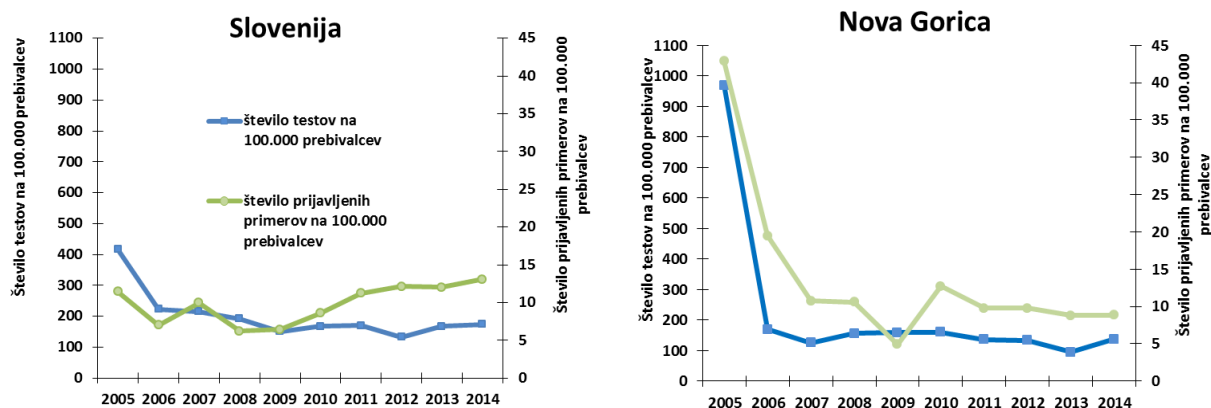 Slovenija
Število testov na 100.000 prebivalcev
1100
1000
900
800
700
600
500
400
300
200
100
0
število testov na
100.000 prebivalcev
število prijavljenih
primerov na 100.000
prebivalcev
45
40
35
30
25
20
15
10
5
0
Število prijavljenih primerov na 100.000
prebivalcev
2005 2006 2007 2008 2009 2010 2011 2012 2013 2014
Nova Gorica
Število testov na 100.000 prebivalcev
1100
1000
900
800
700
600
500
400
300
200
100
0
45
40
35
30
25
20
15
10
5
0
Število prijavljenih primerov na 100.000
prebivalcev
2005 2006 2007 2008 2009 2010 2011 2012 2013 2014